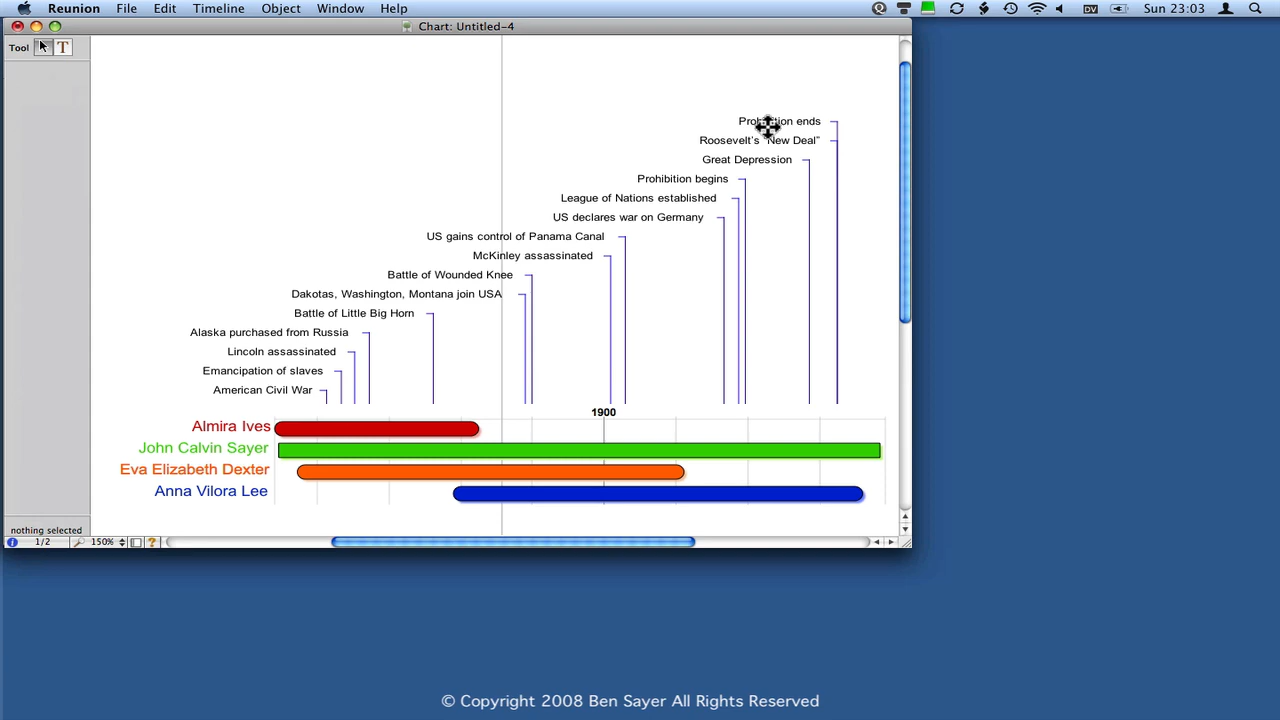 Reunion File Edit Timeline Object Window Help DV Sun 23:03
Chart: Untitled-4
Tool T
Prohibition ends
Roosevelt's "New Deal"
Great Depression
Prohibition begins
League of Nations established
US declares war on Germany
US gains control of Panama Canal
McKinley assassinated
Battle of Wounded Knee
Dakotas, Washington, Montana join USA
Battle of Little Big Horn
Alaska purchased from Russia
Lincoln assassinated
Emancipation of slaves
American Civil War
1900
Almira Ives
John Calvin Sayer
Eva Elizabeth Dexter
Anna Vilora Lee
nothing selected
1/2 150% ?
© Copyright 2008 Ben Sayer All Rights Reserved